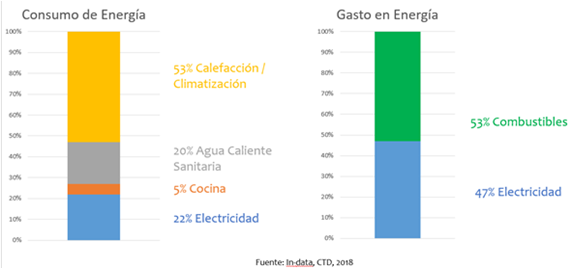 Consumo de Energía
100%
90%
80%
70%
60%
50%
40%
30%
20%
10%
0%
53% Calefacción /
Climatización
20% Agua Caliente
Sanitaria
5% Cocina
22% Electricidad
Gasto en Energía
100%
90%
80%
70%
60%
50%
40%
30%
20%
10%
0%
53% Combustibles
47% Electricidad
Fuente: In-data, CTD, 2018